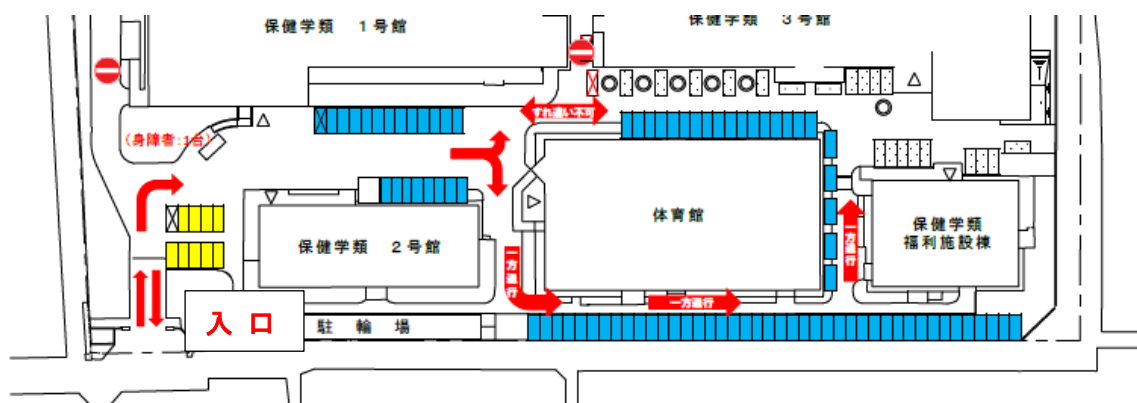 保健学類　1号館
保健学類　3号館
すれ違い不可
(身障者:1台)
体育館
保健学類　2号館
保健学類
福利施設棟
一方通行
一方通行
一方通行
入口
駐輪場